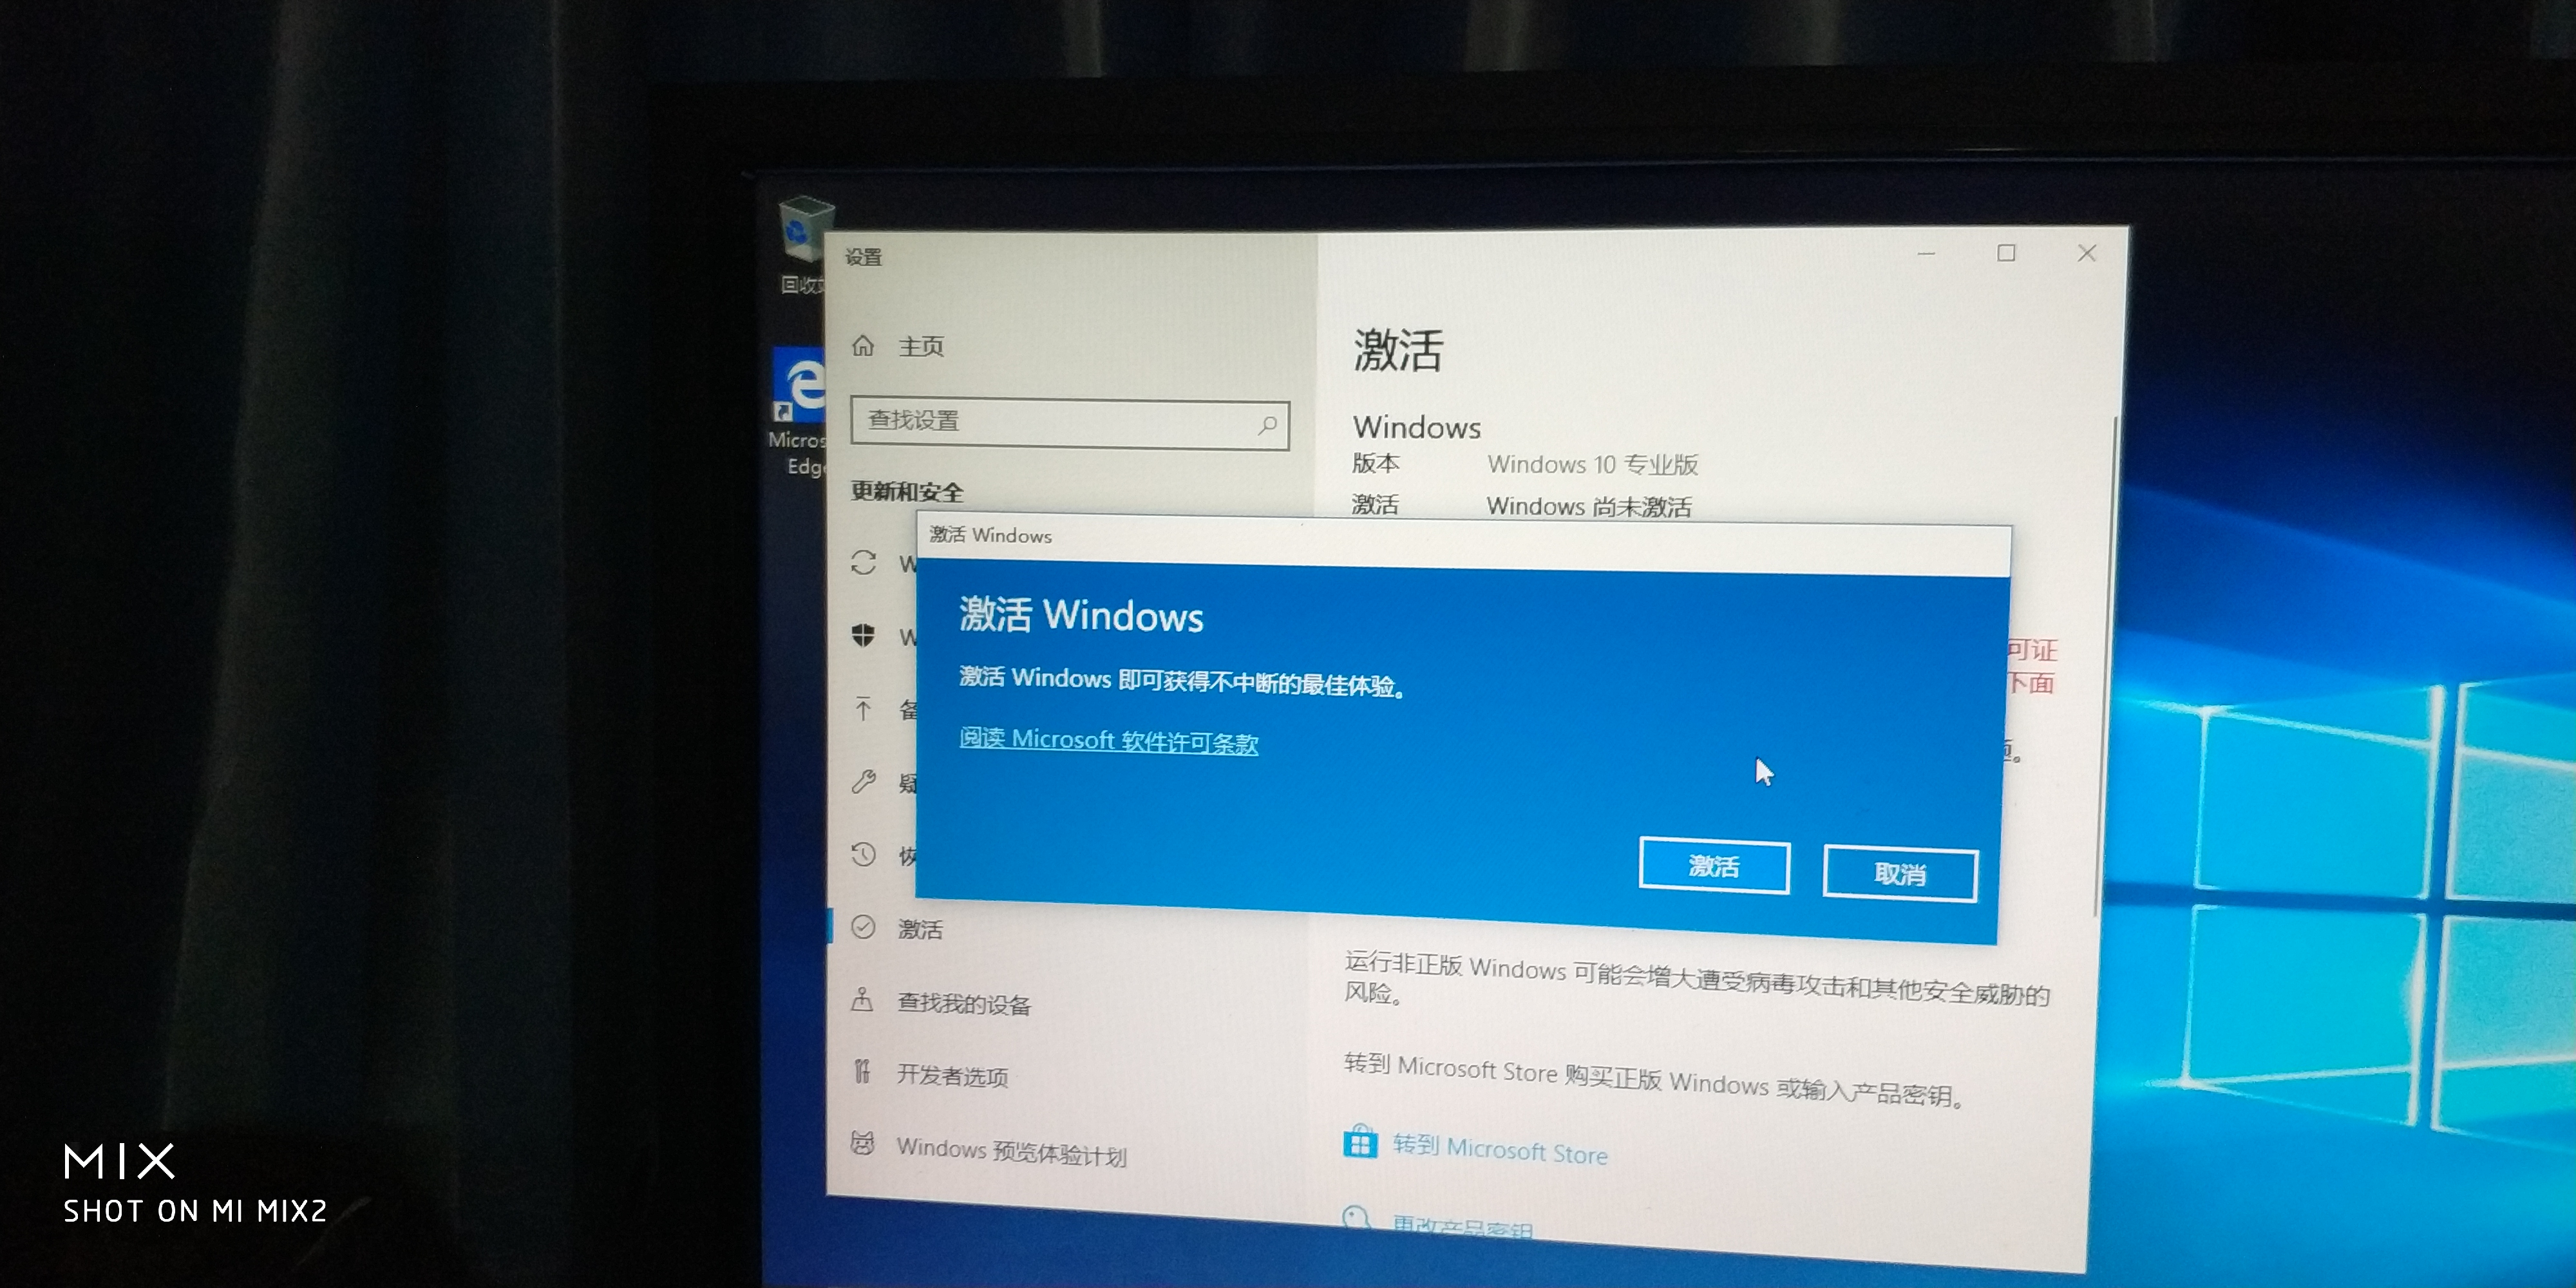 回收
Micros
Edge
设置
主页
查找设置
更新和安全
W
W
备
疑
恢
激活
查找我的设备
开发者选项
Windows 预览体验计划
激活
Windows
版本 Windows 10 专业版
激活 Windows 尚未激活
可证
下面
激活 Windows
激活 Windows
激活 Windows 即可获得不中断的最佳体验。
阅读 Microsoft 软件许可条款
激活 取消
运行非正版 Windows 可能会增大遭受病毒攻击和其他安全威胁的
风险。
转到 Microsoft Store 购买正版 Windows 或输入产品密钥。
转到 Microsoft Store
更改产品密钥
MIX
SHOT ON MI MIX2